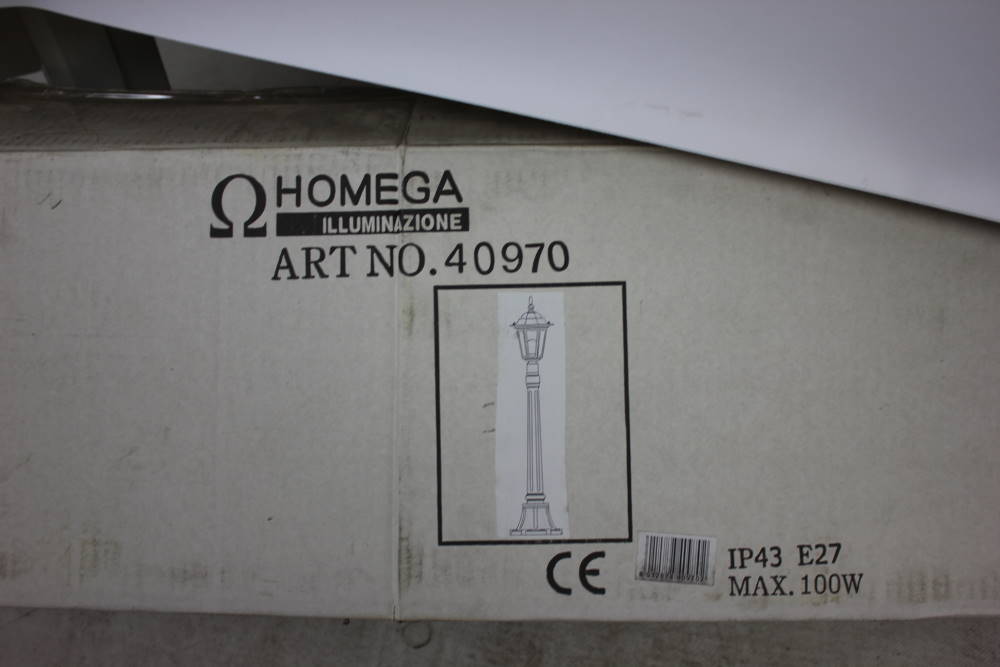 Ω HOMEGA
ILLUMINAZIONE
ART NO. 40970
CE
IP43 E27
MAX. 100W